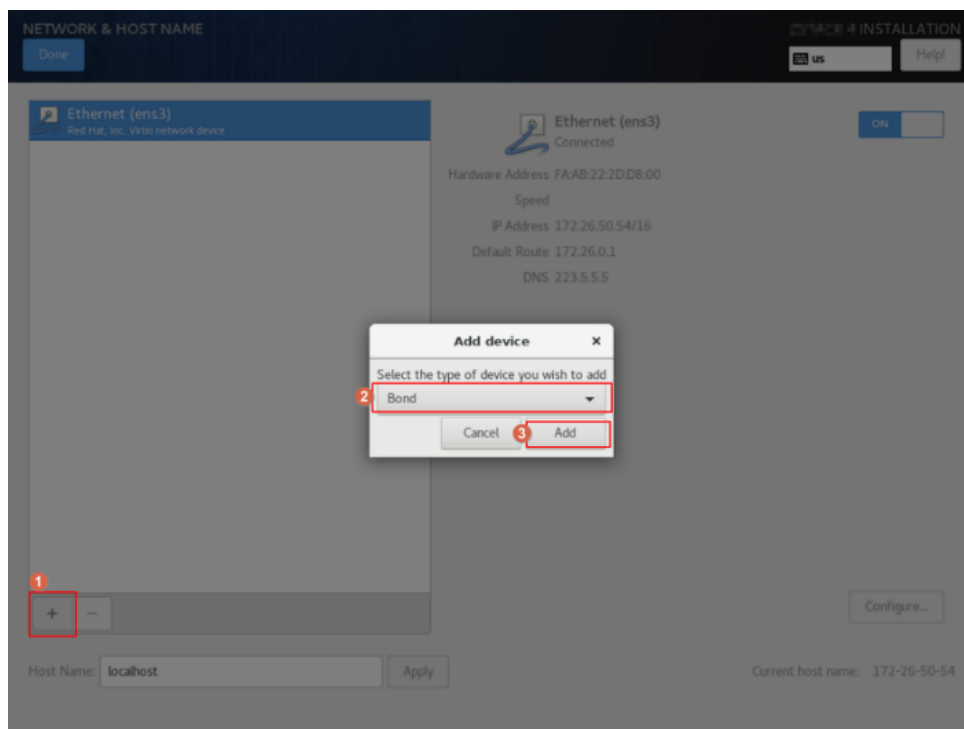 NETWORK & HOST NAME
4 INSTALLATION
Done
us
Help!
Ethernet (ens3)
Red Hat, Inc. Virtio network device
Ethernet (ens3)
Connected
ON
Hardware Address FA:AB:22:2D:D8:00
Speed
IP Address 172.26.50.54/16
Default Route 172.26.0.1
DNS 223.5.5.5
Add device
Select the type of device you wish to add
2 Bond
Cancel 3 Add
1
+ −
Configure...
Host Name: localhost Apply
Current host name: 172-26-50-54